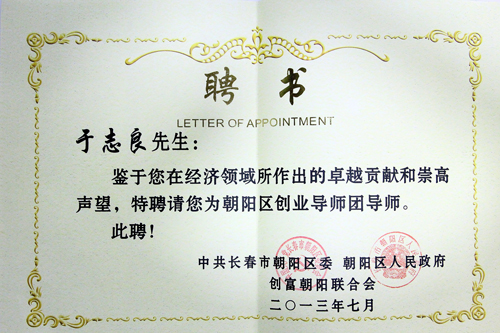 聘书
LETTER OF APPOINTMENT
于志良先生：
鉴于您在经济领域所作出的卓越贡献和崇高
声望，特聘请您为朝阳区创业导师团导师。
此聘！
中共长春市朝阳区委 朝阳区人民政府
创富朝阳联合会
二〇一三年七月